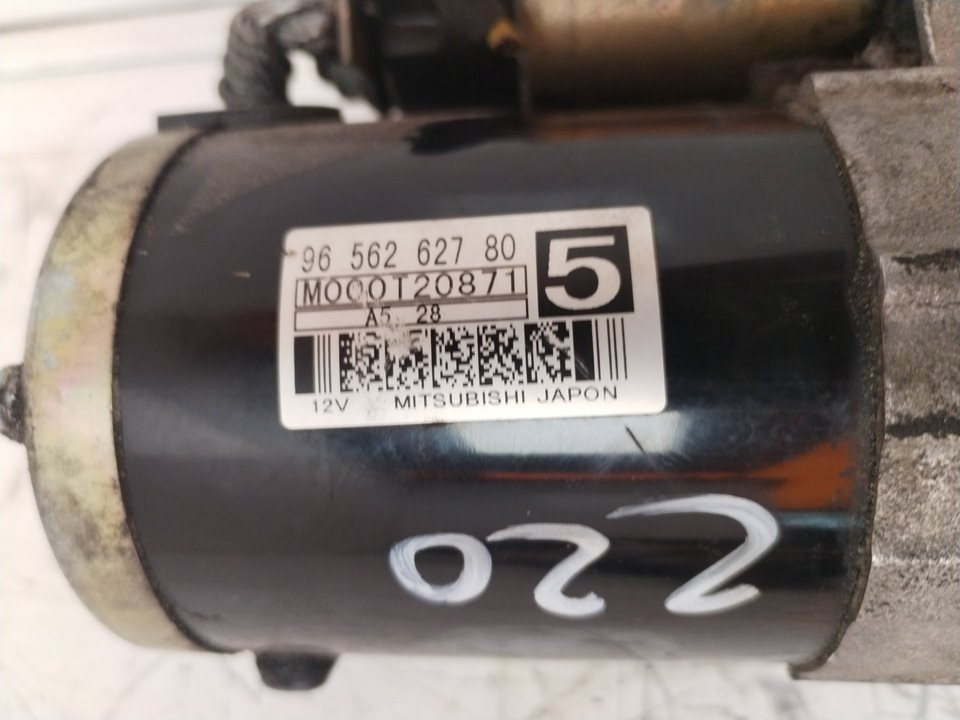 96 562 627 80
5
M000T20871
A5 28
12V MITSUBISHI JAPON
022